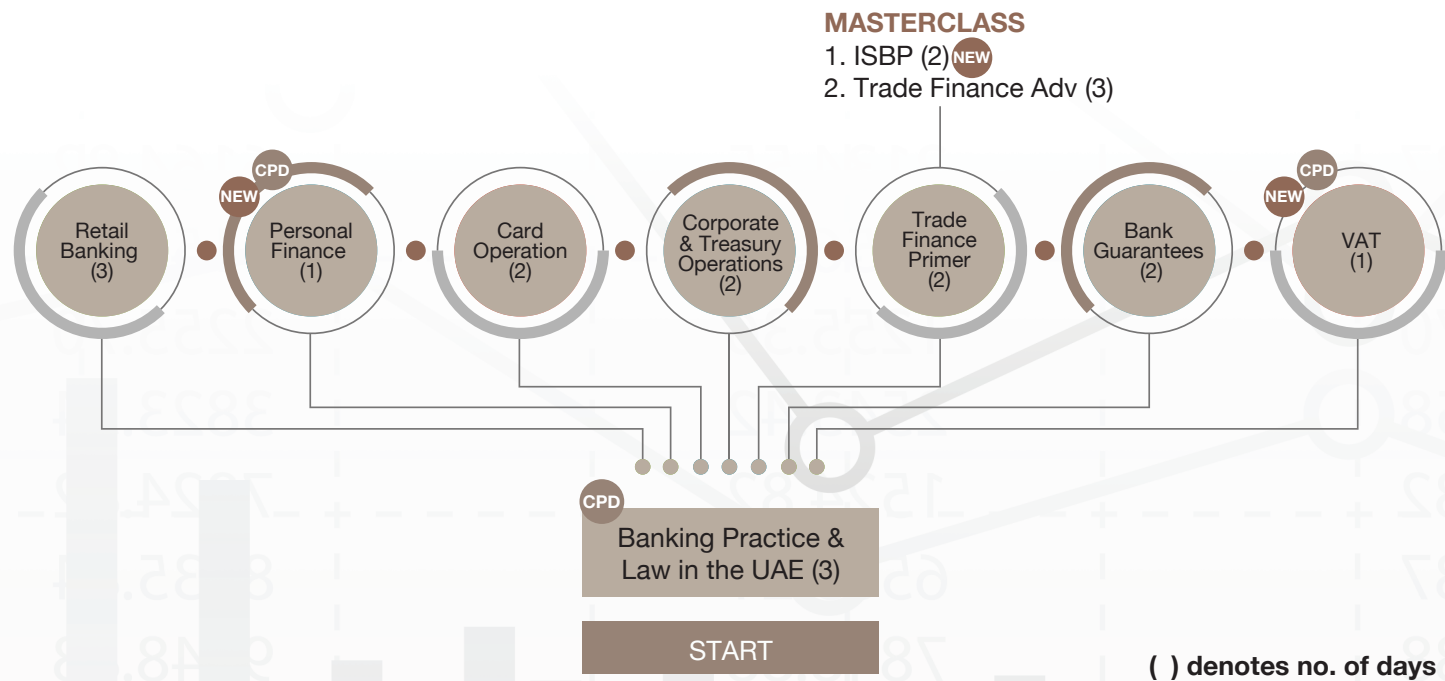 MASTERCLASS
1. ISBP (2) NEW
2. Trade Finance Adv (3)
Retail
Banking
(3)
CPD
NEW
Personal
Finance
(1)
Card
Operation
(2)
Corporate
& Treasury
Operations
(2)
Trade
Finance
Primer
(2)
Bank
Guarantees
(2)
CPD
NEW
VAT
(1)
CPD
Banking Practice &
Law in the UAE (3)
START
( ) denotes no. of days